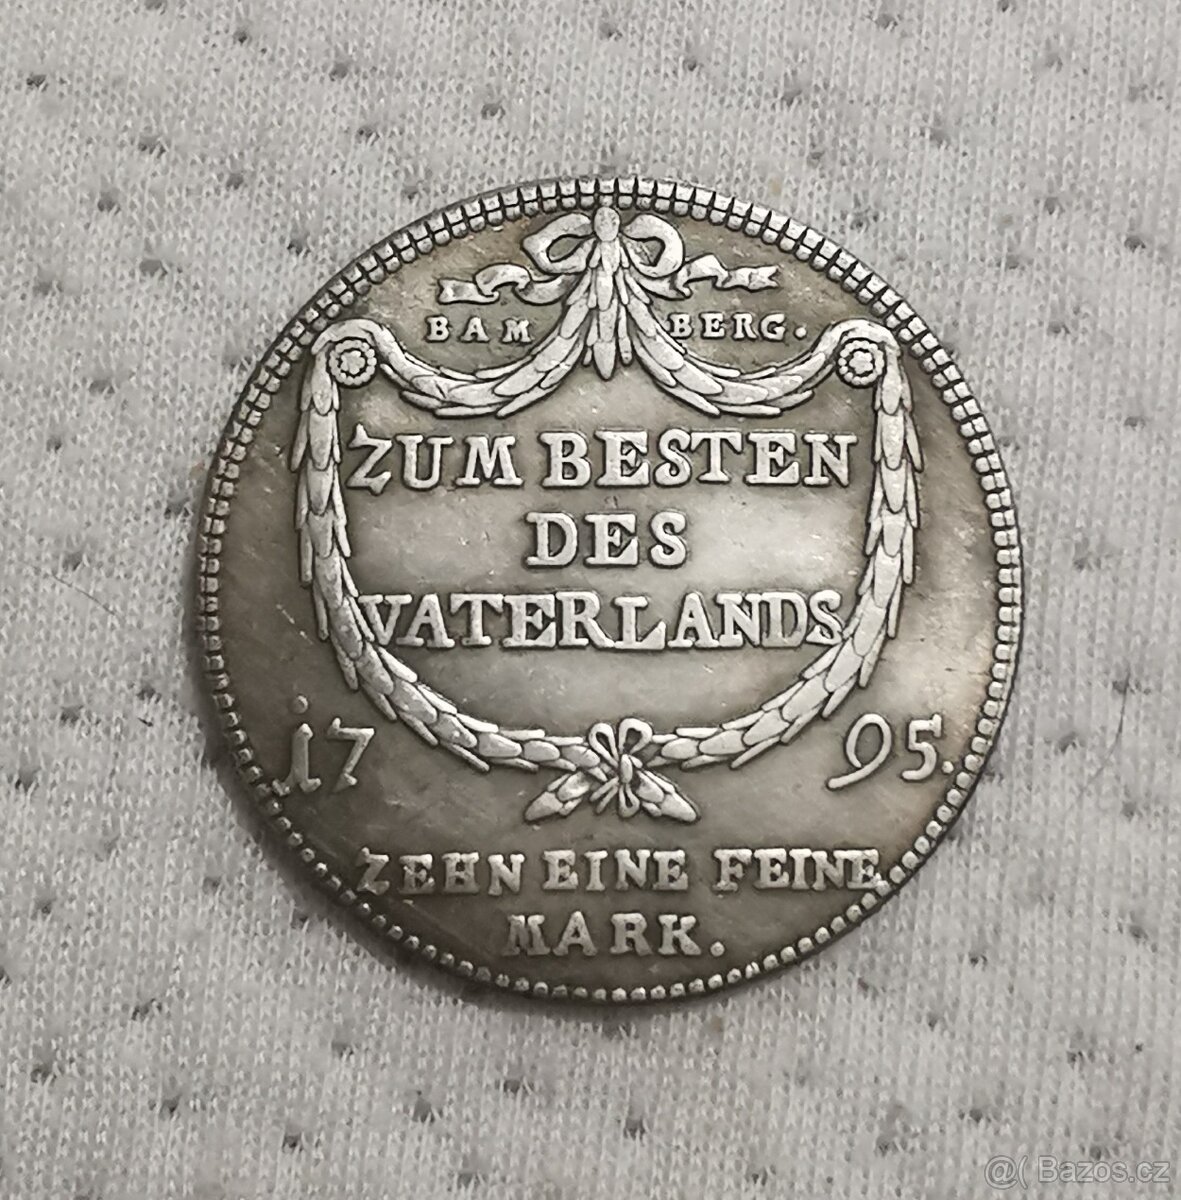 BAM BERG.
ZUM BESTEN
DES
VATERLANDS
17 95.
ZEHN EINE FEINE
MARK.
@( Bazos.cz